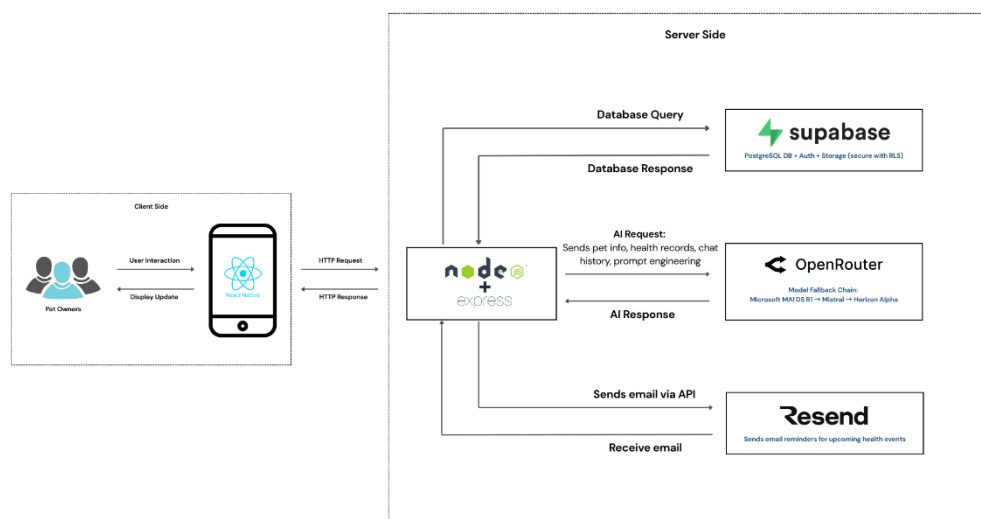 Server Side
Database Query
supabase
PostgreSQL DB + Auth + Storage (secure with RLS)
Database Response
Client Side
User Interaction
Display Update
Pet Owners
React Native
HTTP Request
HTTP Response
node JS
+
express
AI Request:
Sends pet info, health records, chat
history, prompt engineering
AI Response
OpenRouter
Model Fallback Chain:
Microsoft MAI DS R1 → Mistral → Horizon Alpha
Sends email via API
Receive email
Resend
Sends email reminders for upcoming health events